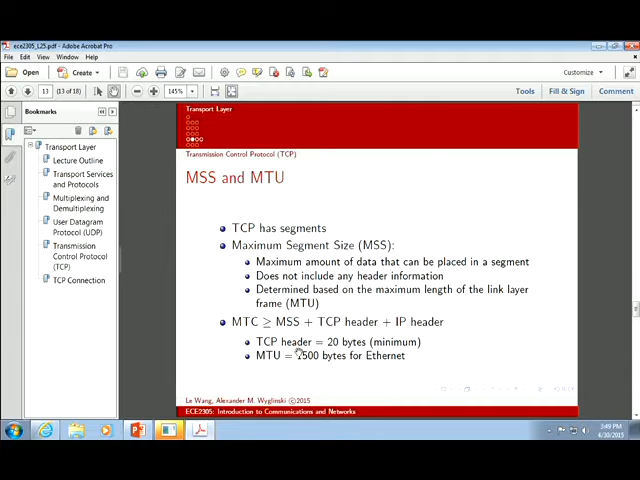 ece2305_L25.pdf - Adobe Acrobat Pro
File Edit View Window Help
Open Create Customize
13 (13 of 18) 145% Tools Fill & Sign Comment
Bookmarks
Transport Layer
Lecture Outline
Transport Services
and Protocols
Multiplexing and
Demultiplexing
User Datagram
Protocol (UDP)
Transmission
Control Protocol
(TCP)
TCP Connection
Transport Layer
Transmission Control Protocol (TCP)
MSS and MTU
TCP has segments
Maximum Segment Size (MSS):
Maximum amount of data that can be placed in a segment
Does not include any header information
Determined based on the maximum length of the link layer
frame (MTU)
MTC ≥ MSS + TCP header + IP header
TCP header = 20 bytes (minimum)
MTU = 1500 bytes for Ethernet
Le Wang, Alexander M. Wyglinski ©2015
ECE2305: Introduction to Communications and Networks
3:49 PM
6/30/2015